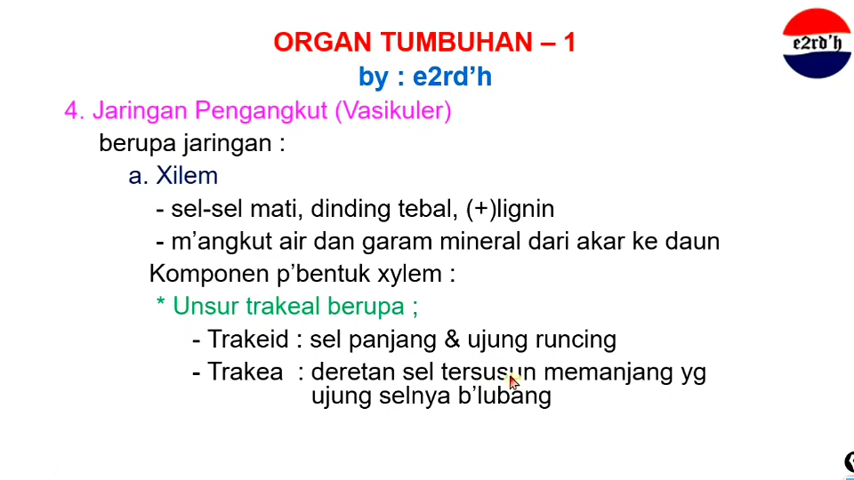 ORGAN TUMBUHAN – 1
e2rd'h
by : e2rd'h
4. Jaringan Pengangkut (Vasikuler)
berupa jaringan :
a. Xilem
- sel-sel mati, dinding tebal, (+)lignin
- m'angkut air dan garam mineral dari akar ke daun
Komponen p'bentuk xylem :
* Unsur trakeal berupa ;
- Trakeid : sel panjang & ujung runcing
- Trakea : deretan sel tersusun memanjang yg
ujung selnya b'lubang